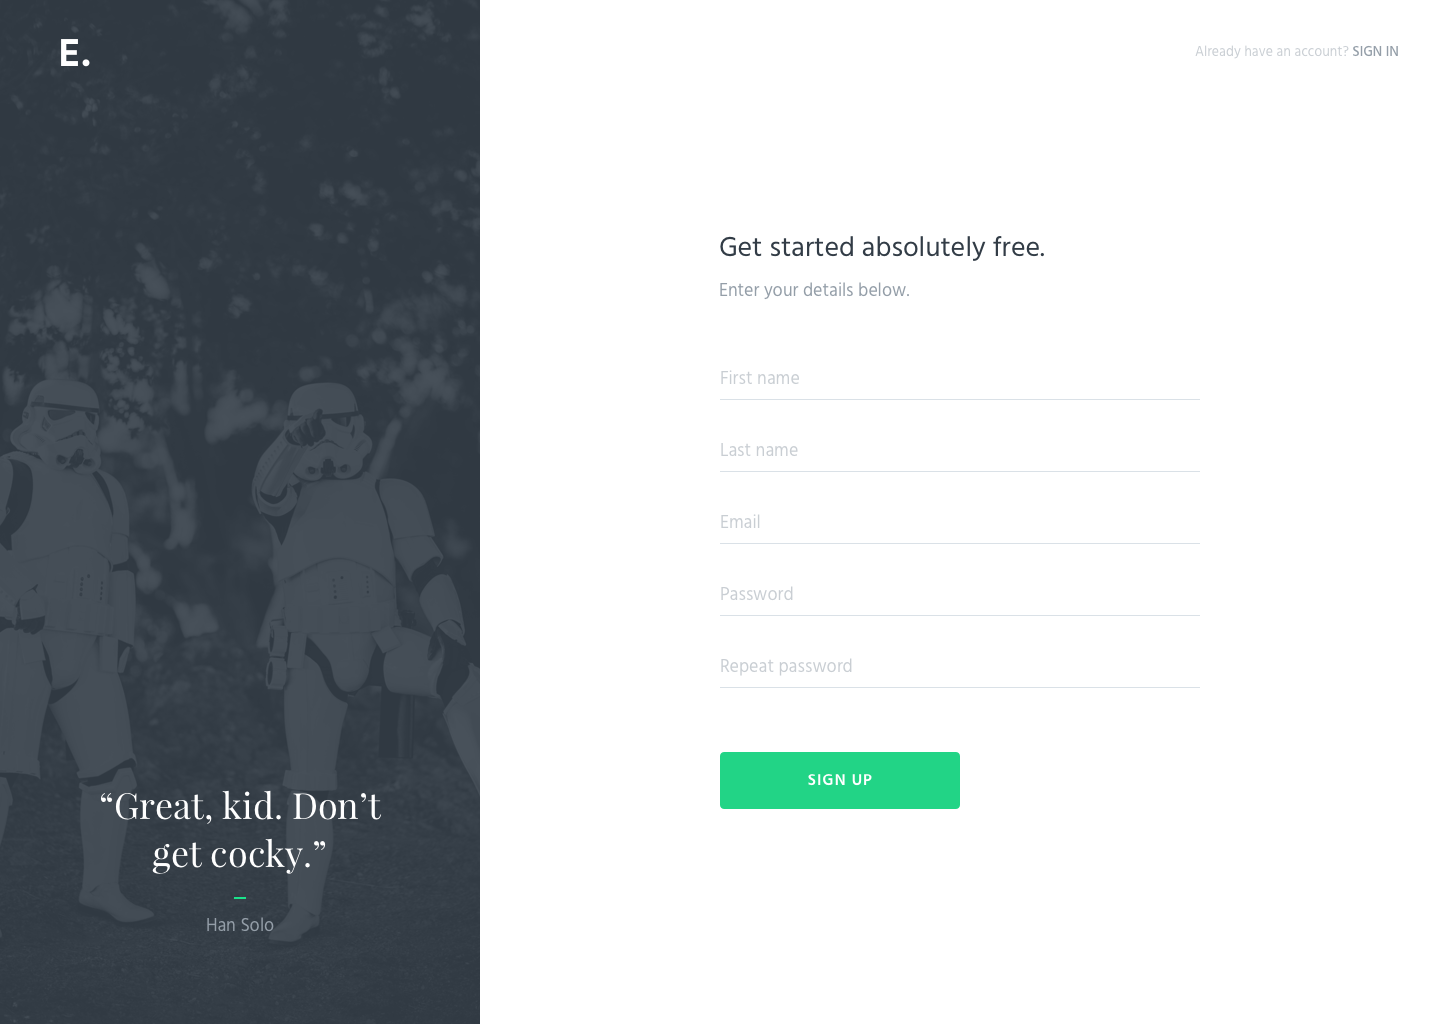 E.
Already have an account? SIGN IN
Get started absolutely free.
Enter your details below.
First name
Last name
Email
Password
Repeat password
SIGN UP
“Great, kid. Don’t
get cocky.”
Han Solo